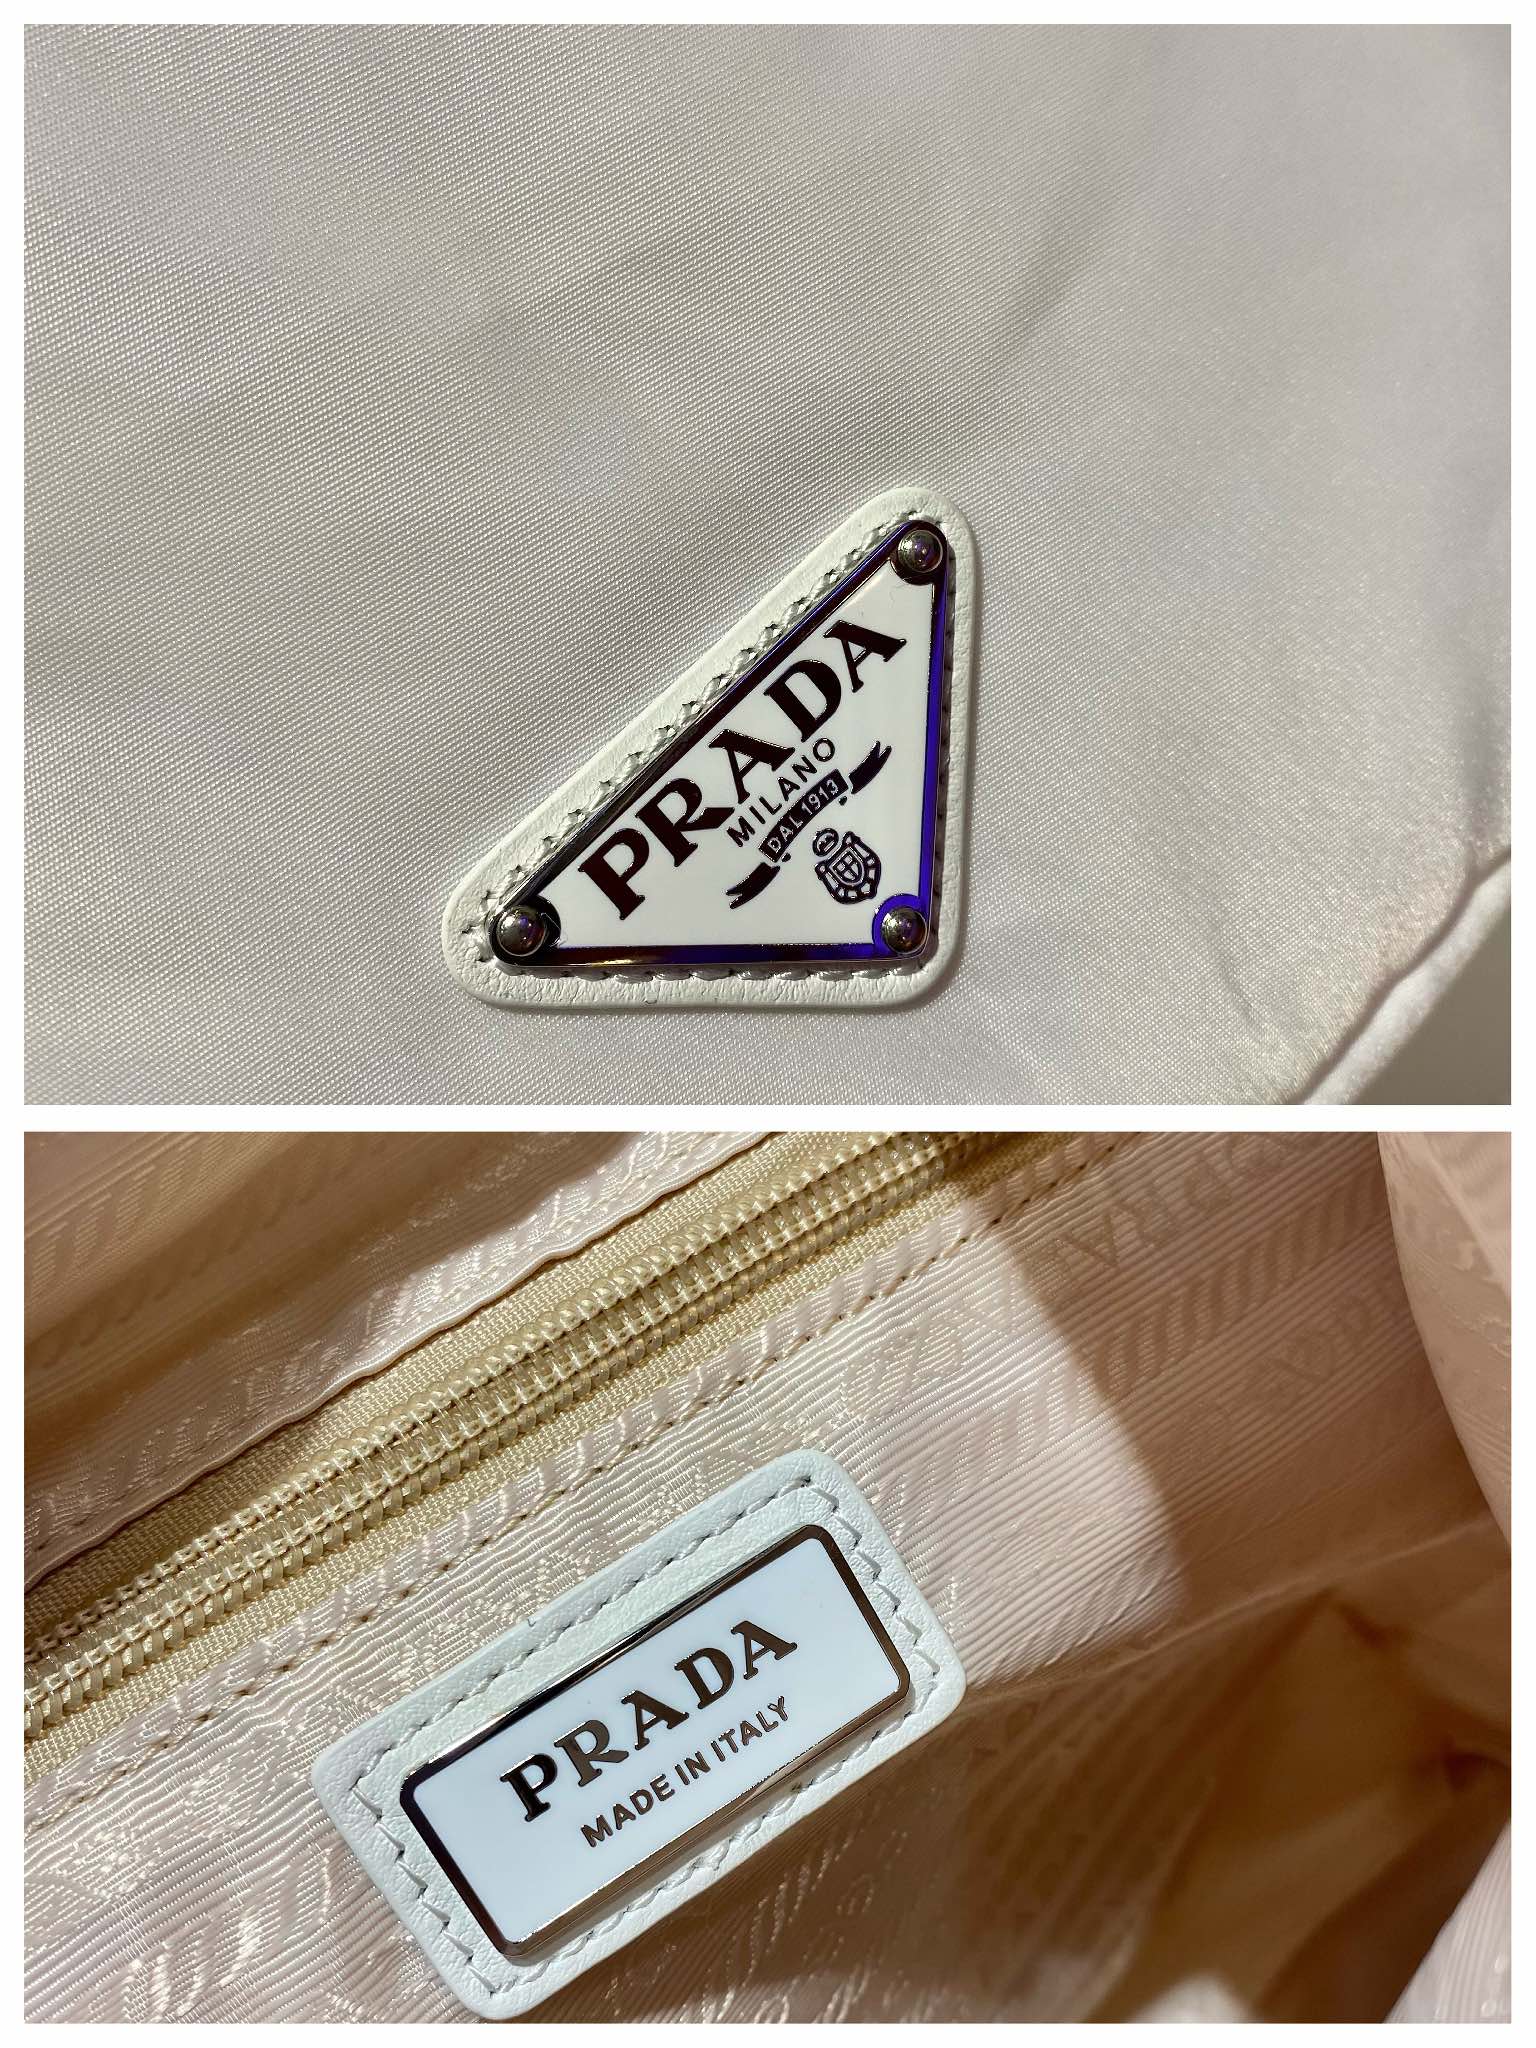 PRADA
MILANO
DAL 1913
PRADA
MADE IN ITALY